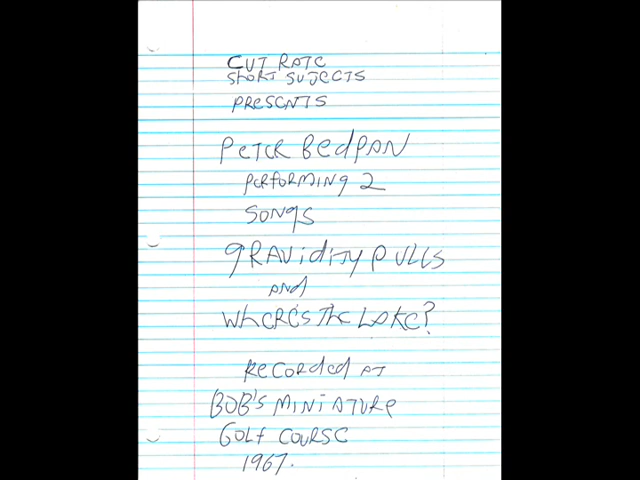 CUT RATE
SHORT SUJECTS
PRESENTS
PETER BEdPAN
PERFORMING 2
SONgS
gRAVidiTY PULLS
ANd
WHERE'S THE LAKE?
RECORdEd AT
BOB'S MINIATURE
GOLF COURSE
1967.